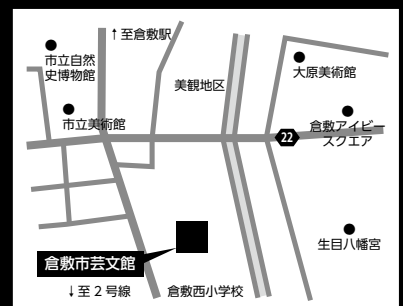 ↑至倉敷駅
市立自然
史博物館
大原美術館
美観地区
市立美術館
倉敷アイビー
スクエア
22
生目八幡宮
倉敷市芸文館
↓至2号線
倉敷西小学校